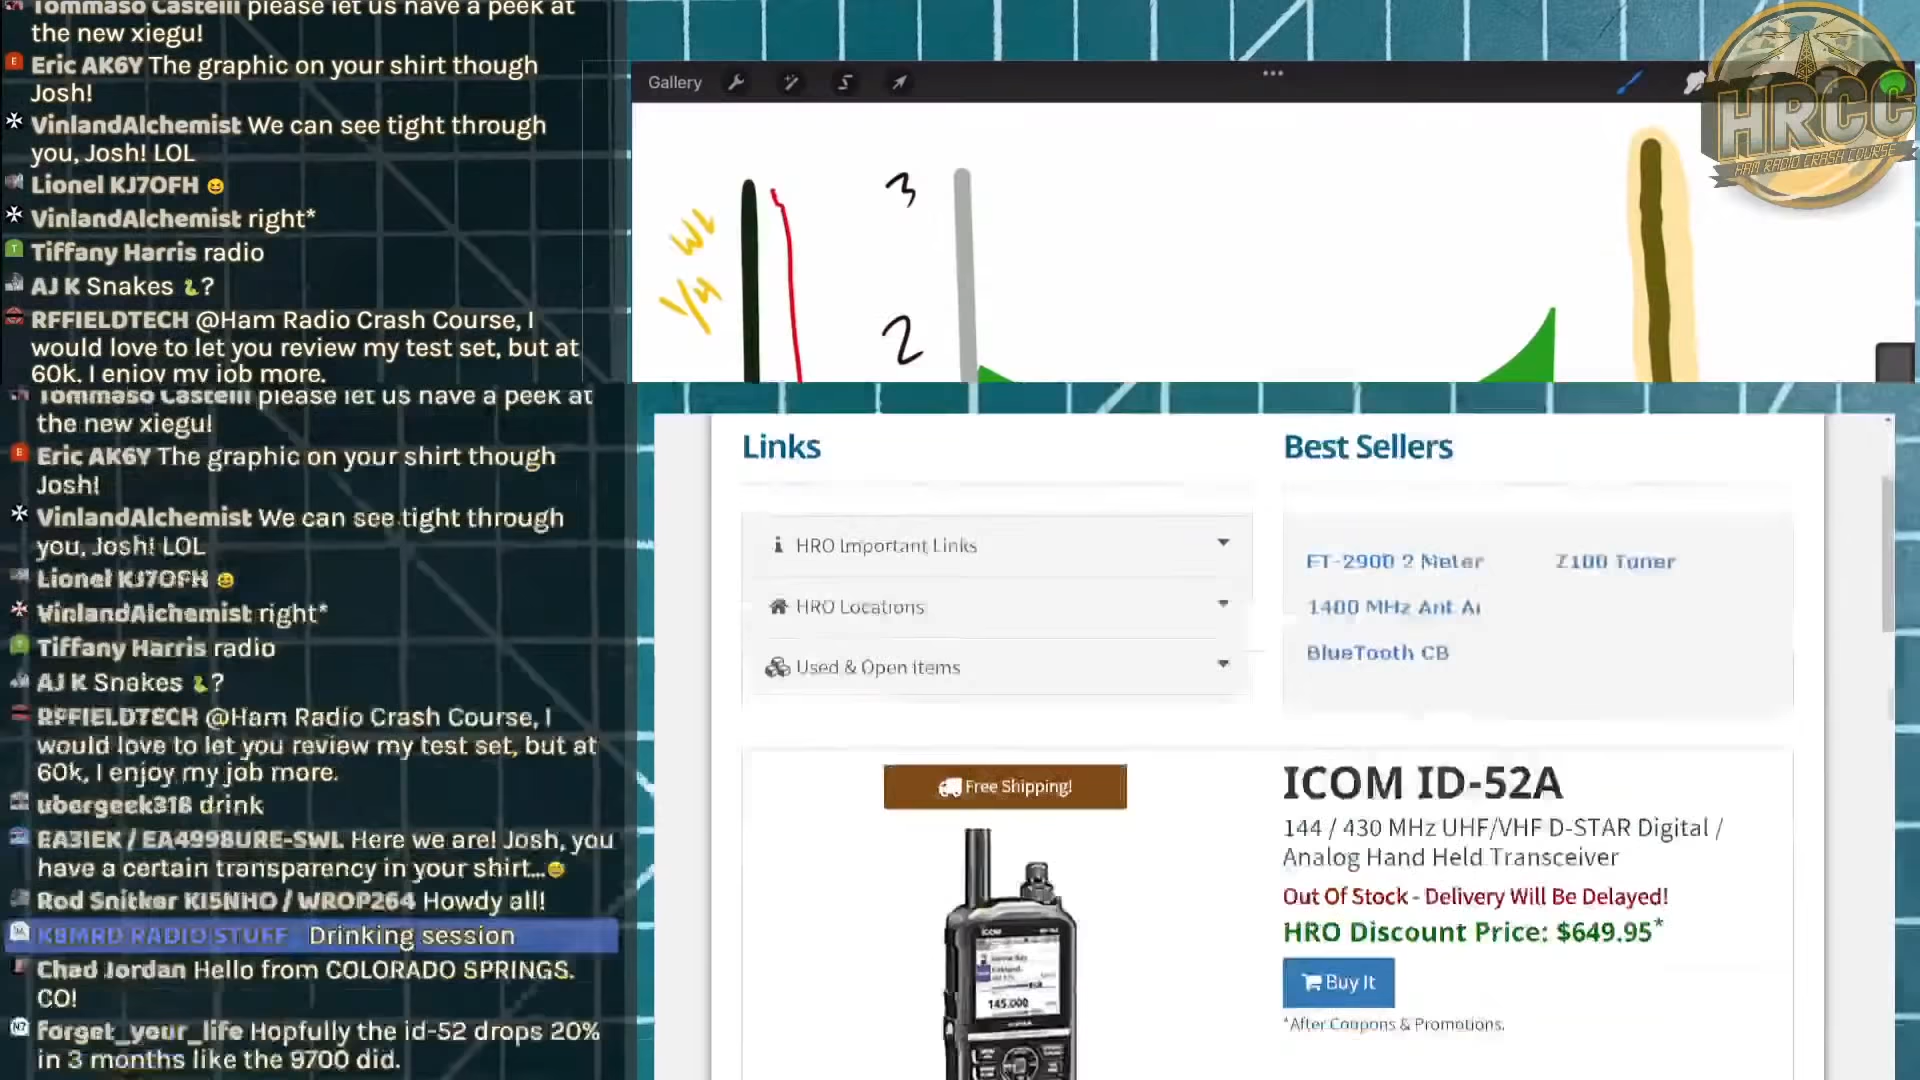 Tommaso Castelli please let us have a peek at
the new xiegu!
Eric AK6Y The graphic on your shirt though
Josh!
VinlandAlchemist We can see tight through
you, Josh! LOL
Lionel KJ7OFH 😆
VinlandAlchemist right*
Tiffany Harris radio
AJ K Snakes 🐍?
RFFIELDTECH @Ham Radio Crash Course, I
would love to let you review my test set, but at
60k, I enjoy my job more.
Gallery
1/4 WL
3
2
HRCC
HAM RADIO CRASH COURSE
Tommaso Castelli please let us have a peek at
the new xiegu!
Eric AK6Y The graphic on your shirt though
Josh!
VinlandAlchemist We can see tight through
you, Josh! LOL
Lionel KJ7OFH 😆
VinlandAlchemist right*
Tiffany Harris radio
AJ K Snakes 🐍?
RFFIELDTECH @Ham Radio Crash Course, I
would love to let you review my test set, but at
60k, I enjoy my job more.
ubergeek318 drink
EA3IEK / EA4998URE-SWL Here we are! Josh, you
have a certain transparency in your shirt...
Rod Snitker KI5NHO / WROP264 Howdy all!
KB8MRD RADIO STUFF Drinking session
Chad Jordan Hello from COLORADO SPRINGS.
CO!
forget_your_life Hopfully the id-52 drops 20%
in 3 months like the 9700 did.
Links
HRO Important Links
HRO Locations
Used & Open Items
Best Sellers
FT-2900 2 Meter
Z100 Tuner
1400 MHz Ant
BlueTooth CB
Free Shipping!
ICOM
145.000
ICOM ID-52A
144 / 430 MHz UHF/VHF D-STAR Digital /
Analog Hand Held Transceiver
Out Of Stock - Delivery Will Be Delayed!
HRO Discount Price: $649.95*
Buy It
*After Coupons & Promotions.